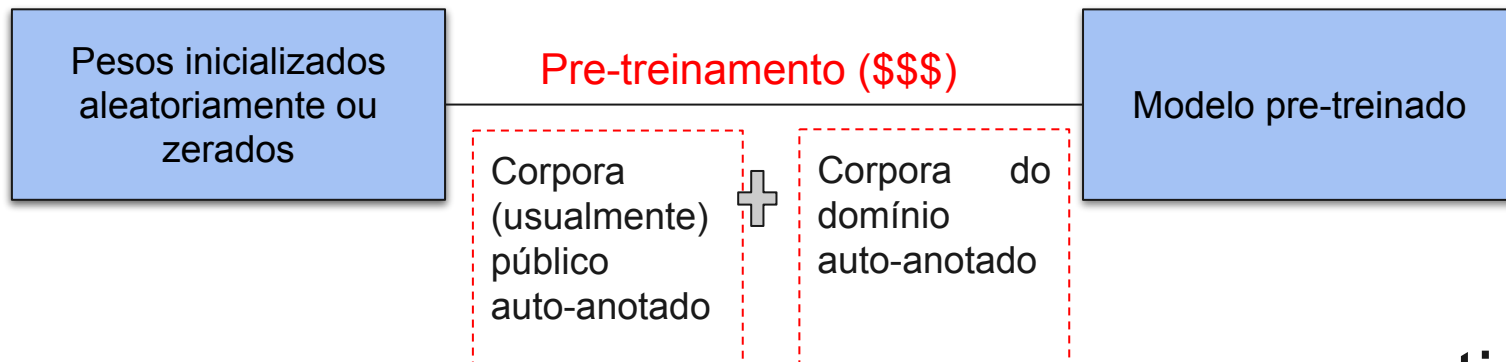 Pesos inicializados
aleatoriamente ou
zerados
Pre-treinamento ($$$)
Modelo pre-treinado
Corpora
(usualmente)
público
auto-anotado
Corpora do
domínio
auto-anotado